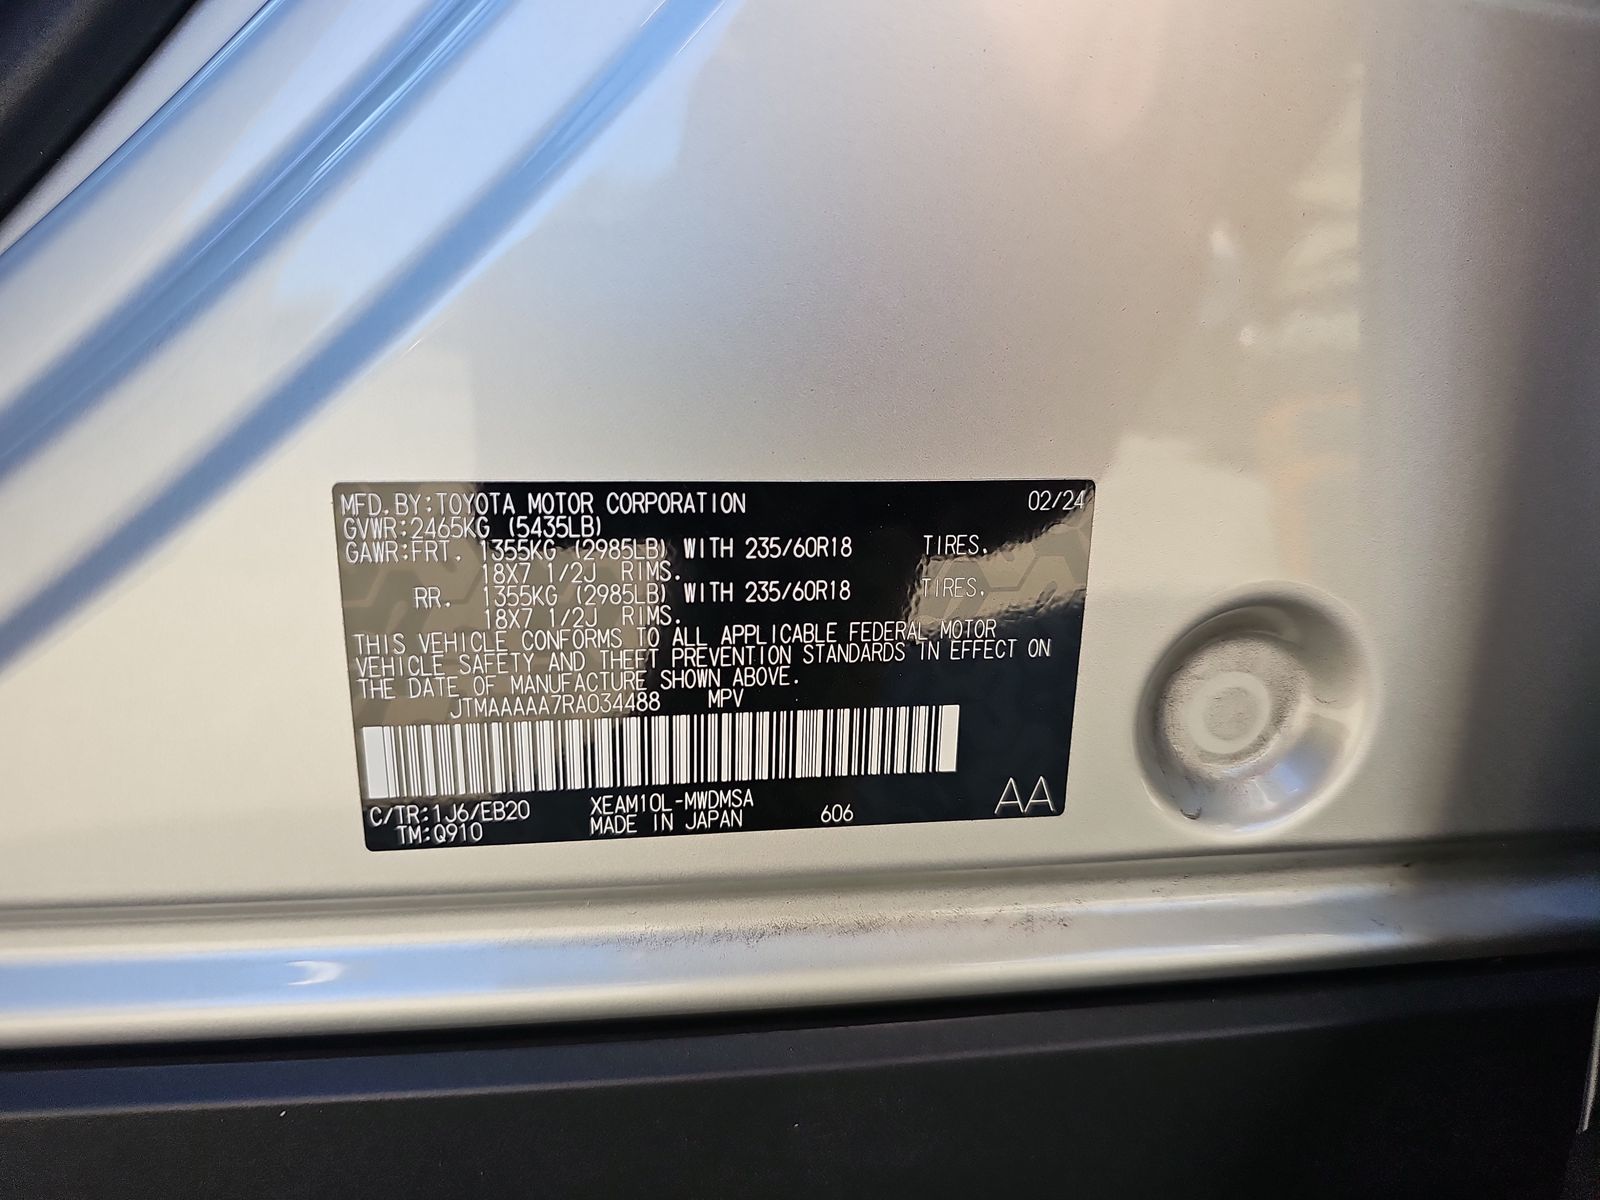 MFD.BY:TOYOTA MOTOR CORPORATION 02/24
GVWR:2465KG (5435LB)
GAWR:FRT. 1355KG (2985LB) WITH 235/60R18 TIRES.
18X7 1/2J RIMS.
RR. 1355KG (2985LB) WITH 235/60R18 TIRES.
18X7 1/2J RIMS.
THIS VEHICLE CONFORMS TO ALL APPLICABLE FEDERAL MOTOR
VEHICLE SAFETY AND THEFT PREVENTION STANDARDS IN EFFECT ON
THE DATE OF MANUFACTURE SHOWN ABOVE.
JTMAAAAA7RA034488 MPV
C/TR:1J6/EB20 XEAM10L-MWDMSA 606 AA
TM:Q910 MADE IN JAPAN